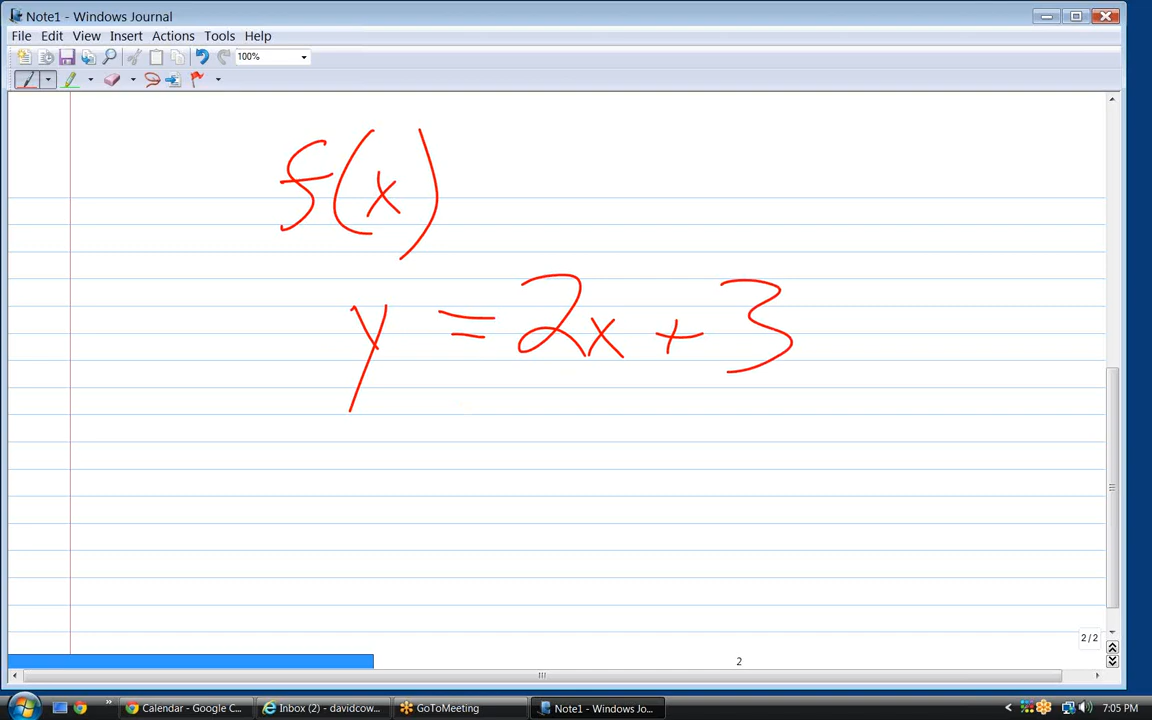 Note1 - Windows Journal
File Edit View Insert Actions Tools Help
100%
f(x)
y = 2x + 3
2 / 2
2
» Calendar - Google C... Inbox (2) - davidcow... GoToMeeting Note1 - Windows Jo... 7:05 PM